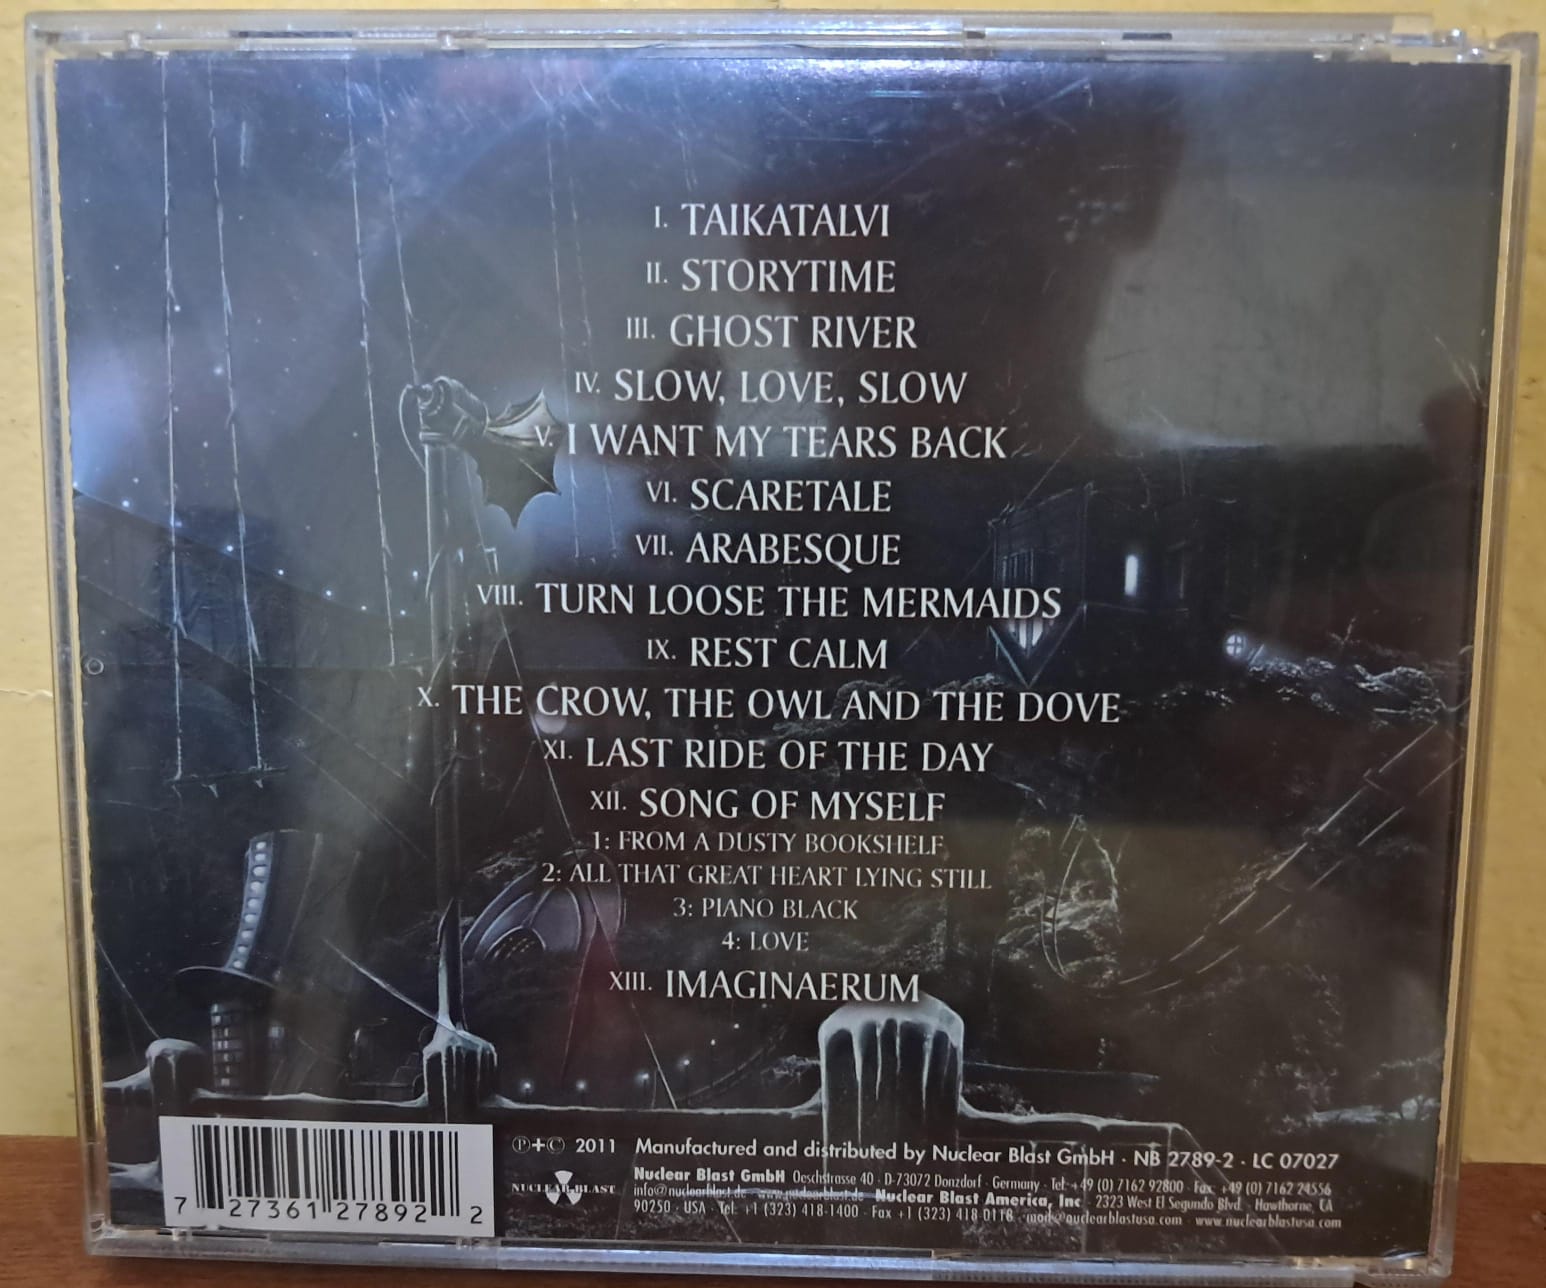 I. TAIKATALVI
II. STORYTIME
III. GHOST RIVER
IV. SLOW, LOVE, SLOW
V. I WANT MY TEARS BACK
VI. SCARETALE
VII. ARABESQUE
VIII. TURN LOOSE THE MERMAIDS
IX. REST CALM
X. THE CROW, THE OWL AND THE DOVE
XI. LAST RIDE OF THE DAY
XII. SONG OF MYSELF
1: FROM A DUSTY BOOKSHELF
2: ALL THAT GREAT HEART LYING STILL
3: PIANO BLACK
4: LOVE
XIII. IMAGINAERUM
Ⓟ+© 2011 Manufactured and distributed by Nuclear Blast GmbH · NB 2789-2 · LC 07027
NUCLEAR BLAST
Nuclear Blast GmbH Oeschstrasse 40 · D-73072 Donzdorf · Germany · Tel +49 (0) 7162 92800 · Fax +49 (0) 7162 24556
info@nuclearblast.de · www.nuclearblast.de · Nuclear Blast America, Inc · 2323 West El Segundo Blvd. · Hawthorne, CA
90250 · USA · Tel +1 (323) 418-1400 · Fax +1 (323) 418 0118 · mail@nuclearblastusa.com · www.nuclearblastusa.com
7 27361 27892 2